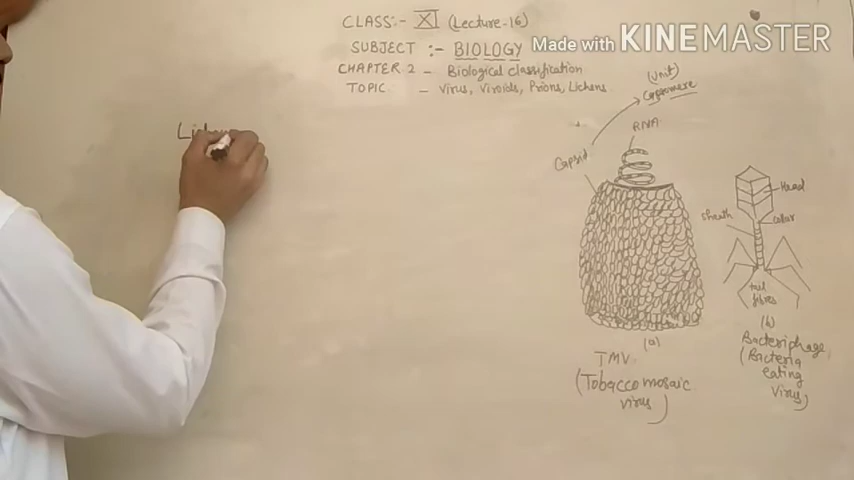 CLASS:- XI (Lecture-16)
SUBJECT :- BIOLOGY
Made with KINEMASTER
CHAPTER 2 - Biological classification
TOPIC - Virus, Viroids, Prions, Lichens
(Unit)
Capsomere
RNA
Capsid
Head
sheath
collar
tail
fibres
(a)
(b)
TMV
(Tobacco mosaic
virus)
Bacteriphage
(Bacteria
eating
Virus)